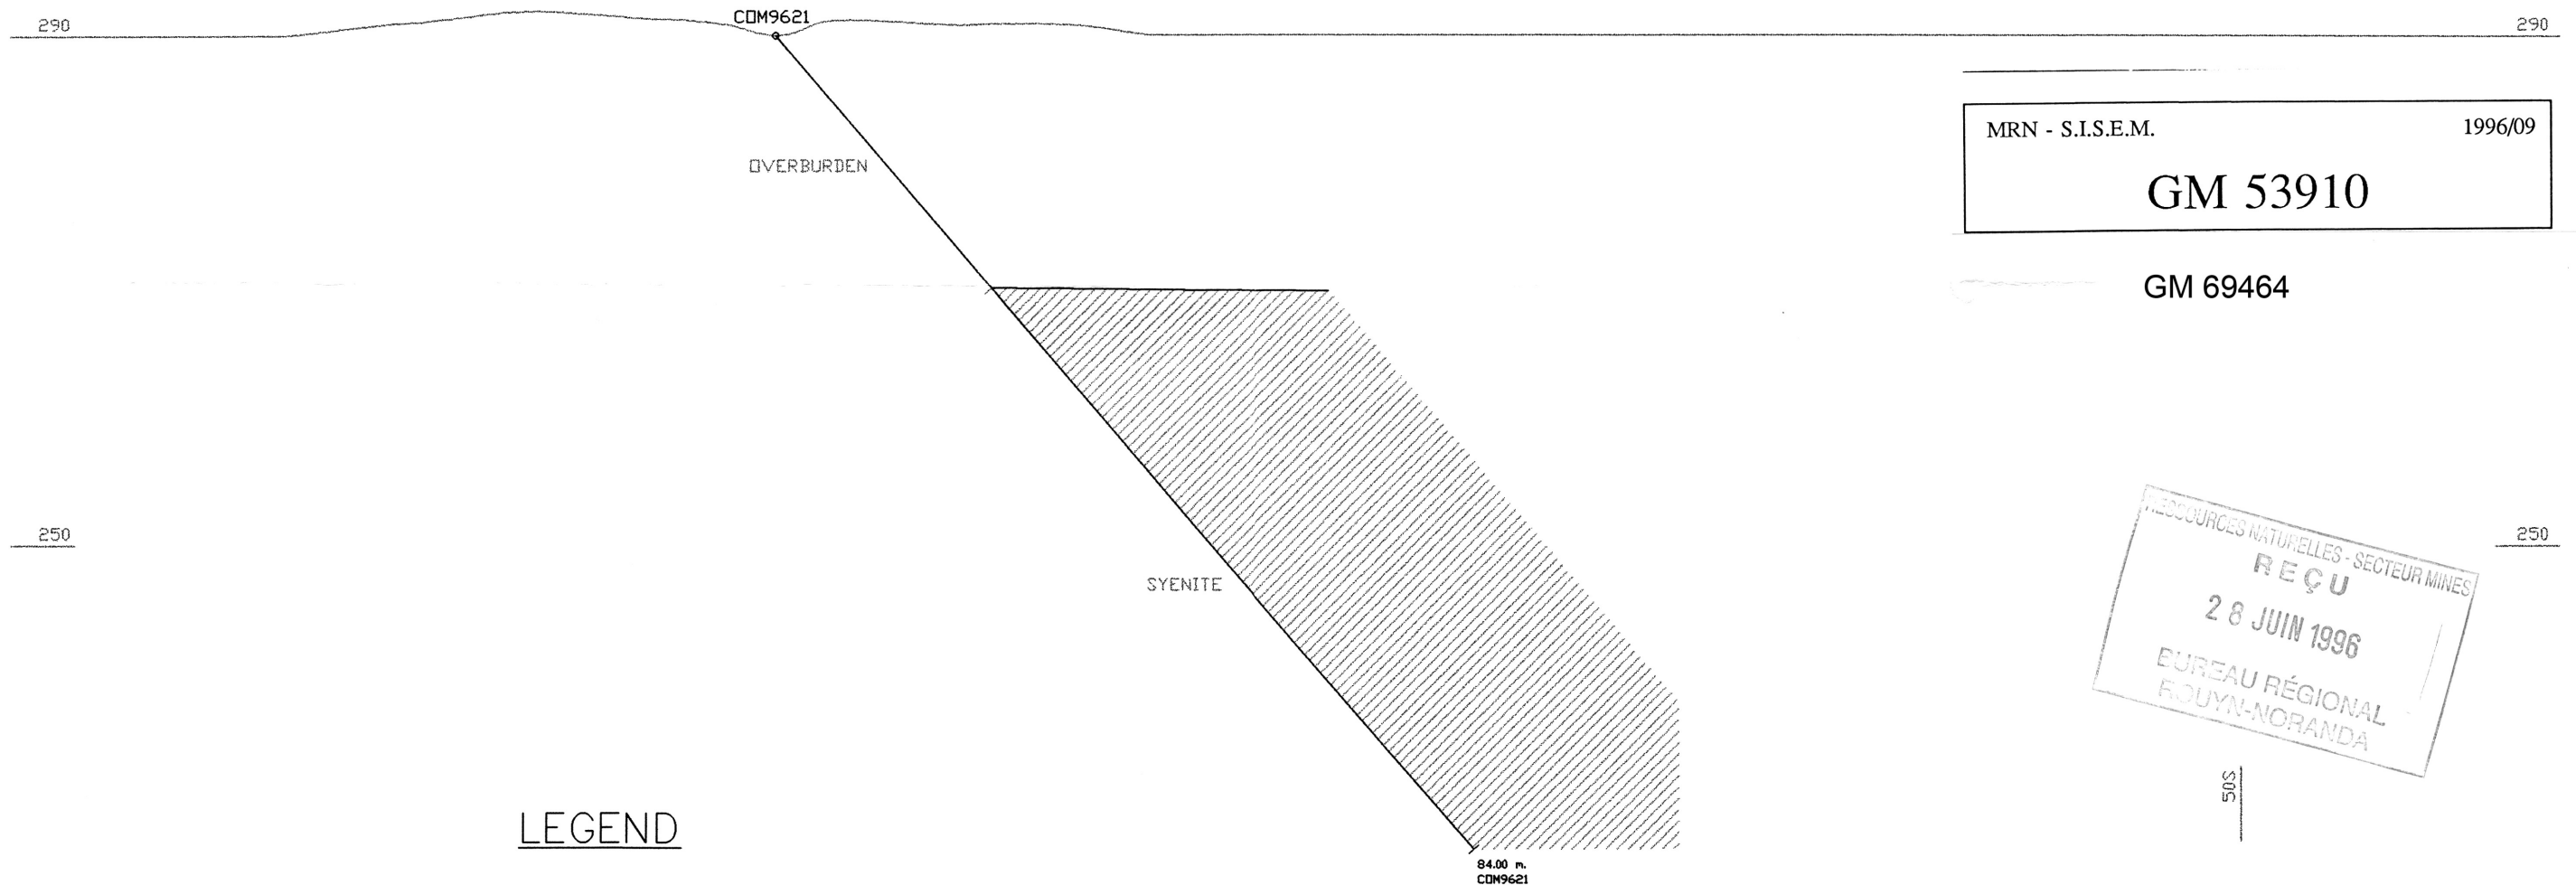 290
COM9621
290
MRN - S.I.S.E.M. 1996/09
OVERBURDEN
GM 53910
GM 69464
250
250
RESSOURCES NATURELLES - SECTEUR MINES
REÇU
28 JUIN 1996
BUREAU RÉGIONAL
ROUYN-NORANDA
SYENITE
50S
LEGEND
84.00 m.
COM9621